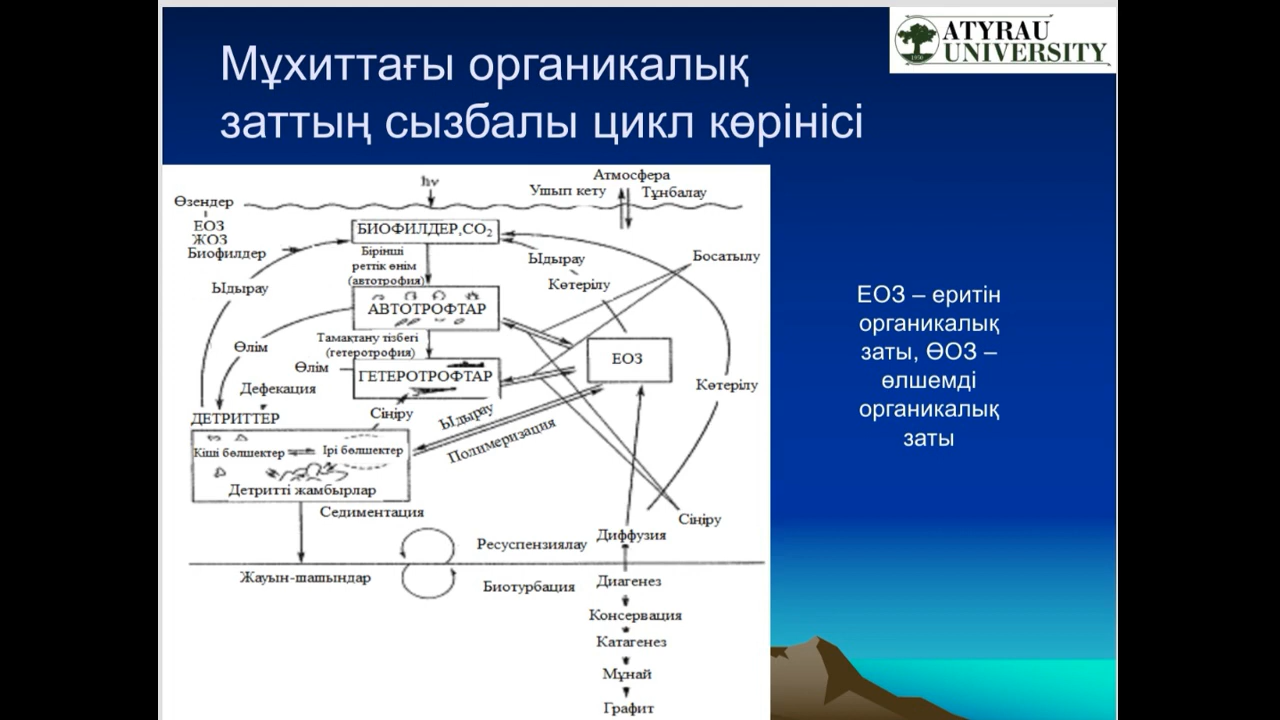 ATYRAU
UNIVERSITY
Мұхиттағы органикалық
заттың сызбалы цикл көрінісі
hν
Атмосфера
Ушып кету
Тұнбалау
Өзендер
ЕОЗ
ЖОЗ
Биофилдер
БИОФИЛДЕР,CO₂
Бірінші
реттік өнім
(автотрофия)
Ыдырау
Көтерілу
Босатылу
Ыдырау
АВТОТРОФТАР
Тамақтану тізбегі
(гетеротрофия)
Өлім
Өлім
ЕОЗ
ГЕТЕРОТРОФТАР
Дефекация
Көтерілу
ДЕТРИТТЕР
Сіңіру
Ыдырау
Полимеризация
Кіші бөлшектер
Ірі бөлшектер
Детритті жамбырлар
Седиментация
Сіңіру
Диффузия
Ресуспензиялау
Жауын-шашындар
Биотурбация
Диагенез
Консервация
Катагенез
Мұнай
Графит
ЕОЗ – еритін
органикалық
заты, ӨОЗ –
өлшемді
органикалық
заты